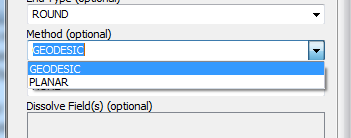 ROUND
Method (optional)
GEODESIC
GEODESIC
PLANAR
Dissolve Field(s) (optional)